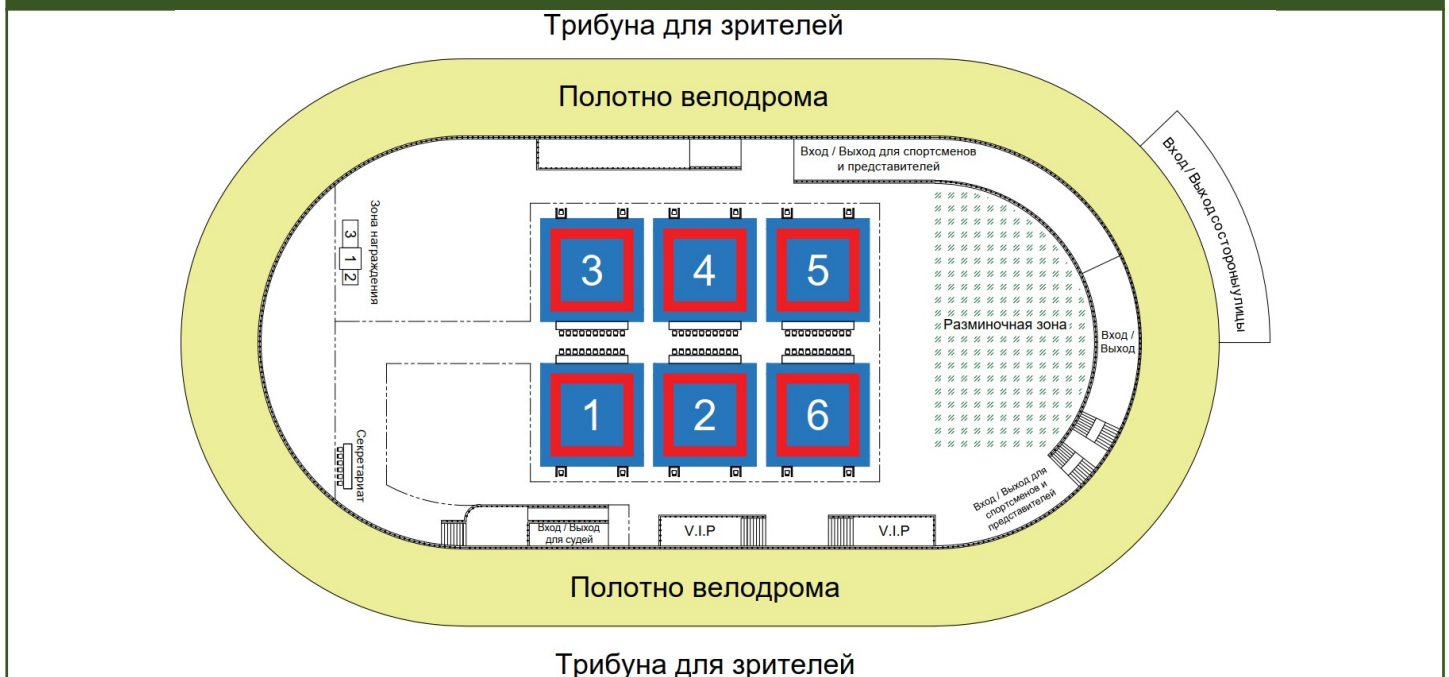 Трибуна для зрителей
Полотно велодрома
Вход / Выход для спортсменов
и представителей
Вход / Выход со стороны улицы
Зона награждения
3
1
2
3
4
5
Разминочная зона
Вход /
Выход
1
2
6
Секретариат
Вход / Выход для
спортсменов и
представителей
Вход / Выход
для судей
V.I.P
V.I.P
Полотно велодрома
Трибуна для зрителей